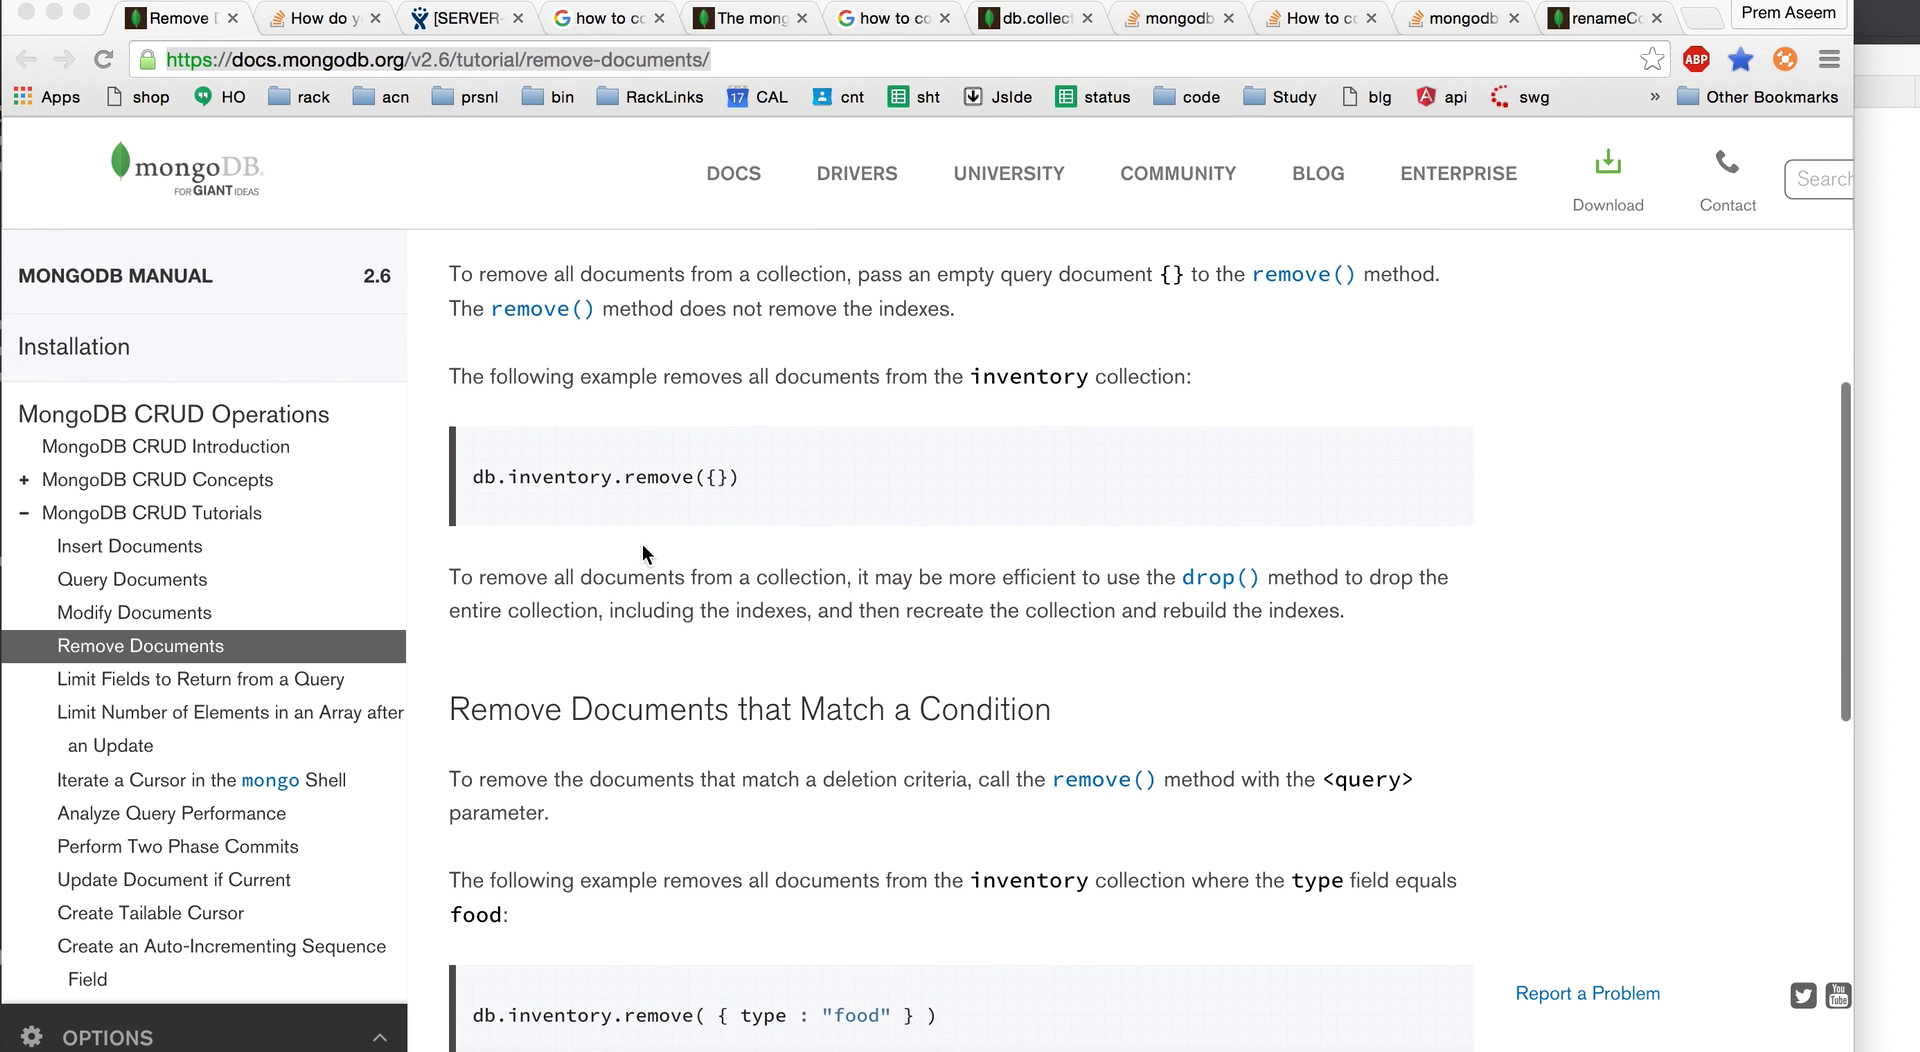 Remove D
How do y
[SERVER-
how to co
The mong
how to co
db.collect
mongodb
How to co
mongodb
renameCo
Prem Aseem
https://docs.mongodb.org/v2.6/tutorial/remove-documents/
ABP
Apps shop HO rack acn prsnl bin RackLinks 17 CAL cnt sht JsIde status code Study blg api swg » Other Bookmarks
mongoDB.
FOR GIANT IDEAS
DOCS DRIVERS UNIVERSITY COMMUNITY BLOG ENTERPRISE
Download
Contact
Search
MONGODB MANUAL 2.6
Installation
MongoDB CRUD Operations
MongoDB CRUD Introduction
+ MongoDB CRUD Concepts
– MongoDB CRUD Tutorials
Insert Documents
Query Documents
Modify Documents
Remove Documents
Limit Fields to Return from a Query
Limit Number of Elements in an Array after
an Update
Iterate a Cursor in the mongo Shell
Analyze Query Performance
Perform Two Phase Commits
Update Document if Current
Create Tailable Cursor
Create an Auto-Incrementing Sequence
Field
OPTIONS
To remove all documents from a collection, pass an empty query document {} to the remove() method.
The remove() method does not remove the indexes.
The following example removes all documents from the inventory collection:
db.inventory.remove({})
To remove all documents from a collection, it may be more efficient to use the drop() method to drop the
entire collection, including the indexes, and then recreate the collection and rebuild the indexes.
Remove Documents that Match a Condition
To remove the documents that match a deletion criteria, call the remove() method with the <query>
parameter.
The following example removes all documents from the inventory collection where the type field equals
food:
db.inventory.remove( { type : "food" } )
Report a Problem
You
Tube